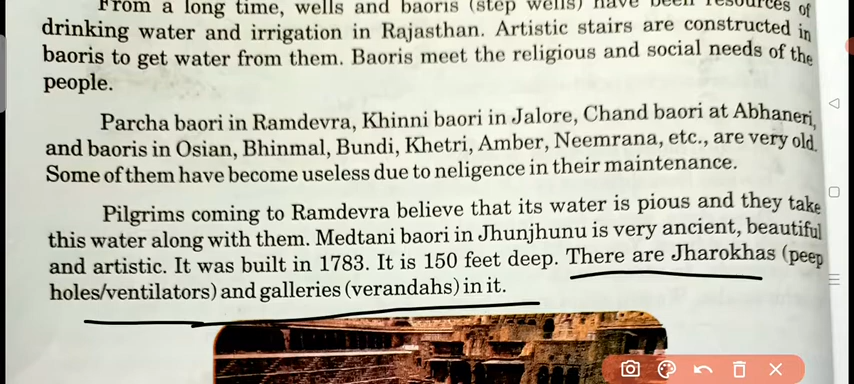 From a long time, wells and baoris (step wells) have been resources of
drinking water and irrigation in Rajasthan. Artistic stairs are constructed in
baoris to get water from them. Baoris meet the religious and social needs of the
people.
Parcha baori in Ramdevra, Khinni baori in Jalore, Chand baori at Abhaneri,
and baoris in Osian, Bhinmal, Bundi, Khetri, Amber, Neemrana, etc., are very old.
Some of them have become useless due to neligence in their maintenance.
Pilgrims coming to Ramdevra believe that its water is pious and they take
this water along with them. Medtani baori in Jhunjhunu is very ancient, beautiful
and artistic. It was built in 1783. It is 150 feet deep. There are Jharokhas (peep
holes/ventilators) and galleries (verandahs) in it.